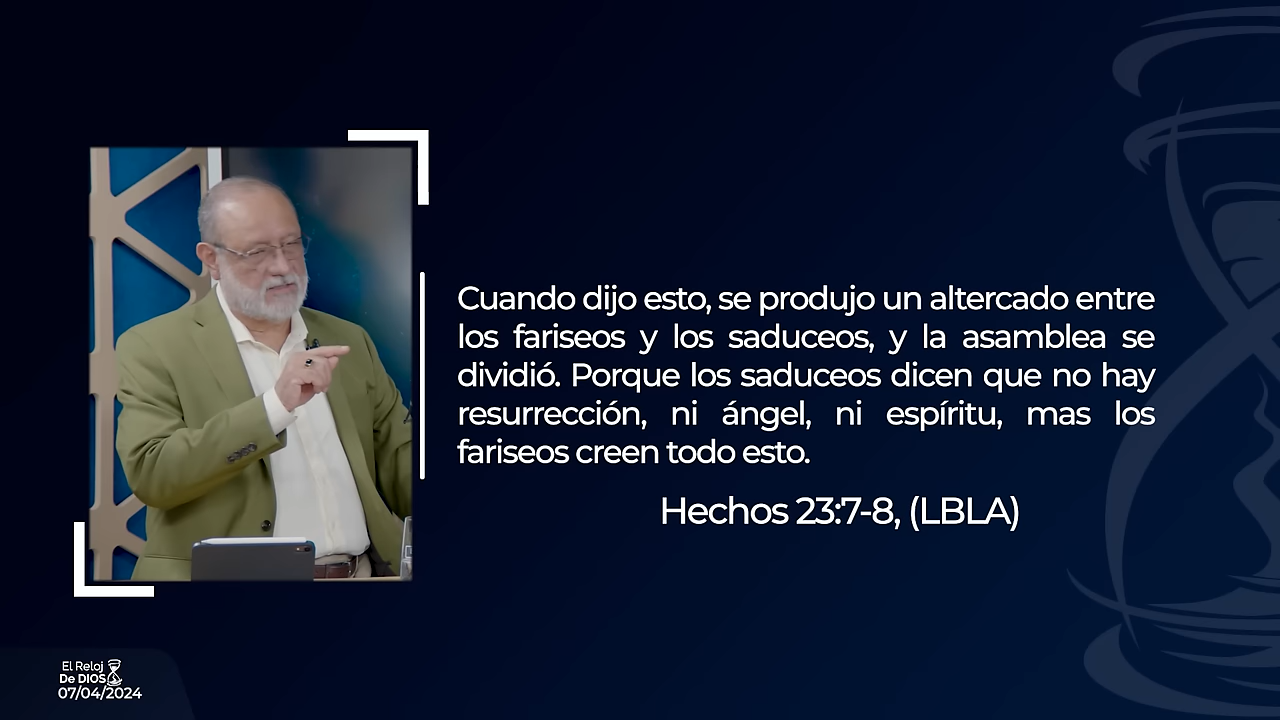 Cuando dijo esto, se produjo un altercado entre
los fariseos y los saduceos, y la asamblea se
dividió. Porque los saduceos dicen que no hay
resurrección, ni ángel, ni espíritu, mas los
fariseos creen todo esto.
Hechos 23:7-8, (LBLA)
El Reloj
De DIOS
07/04/2024